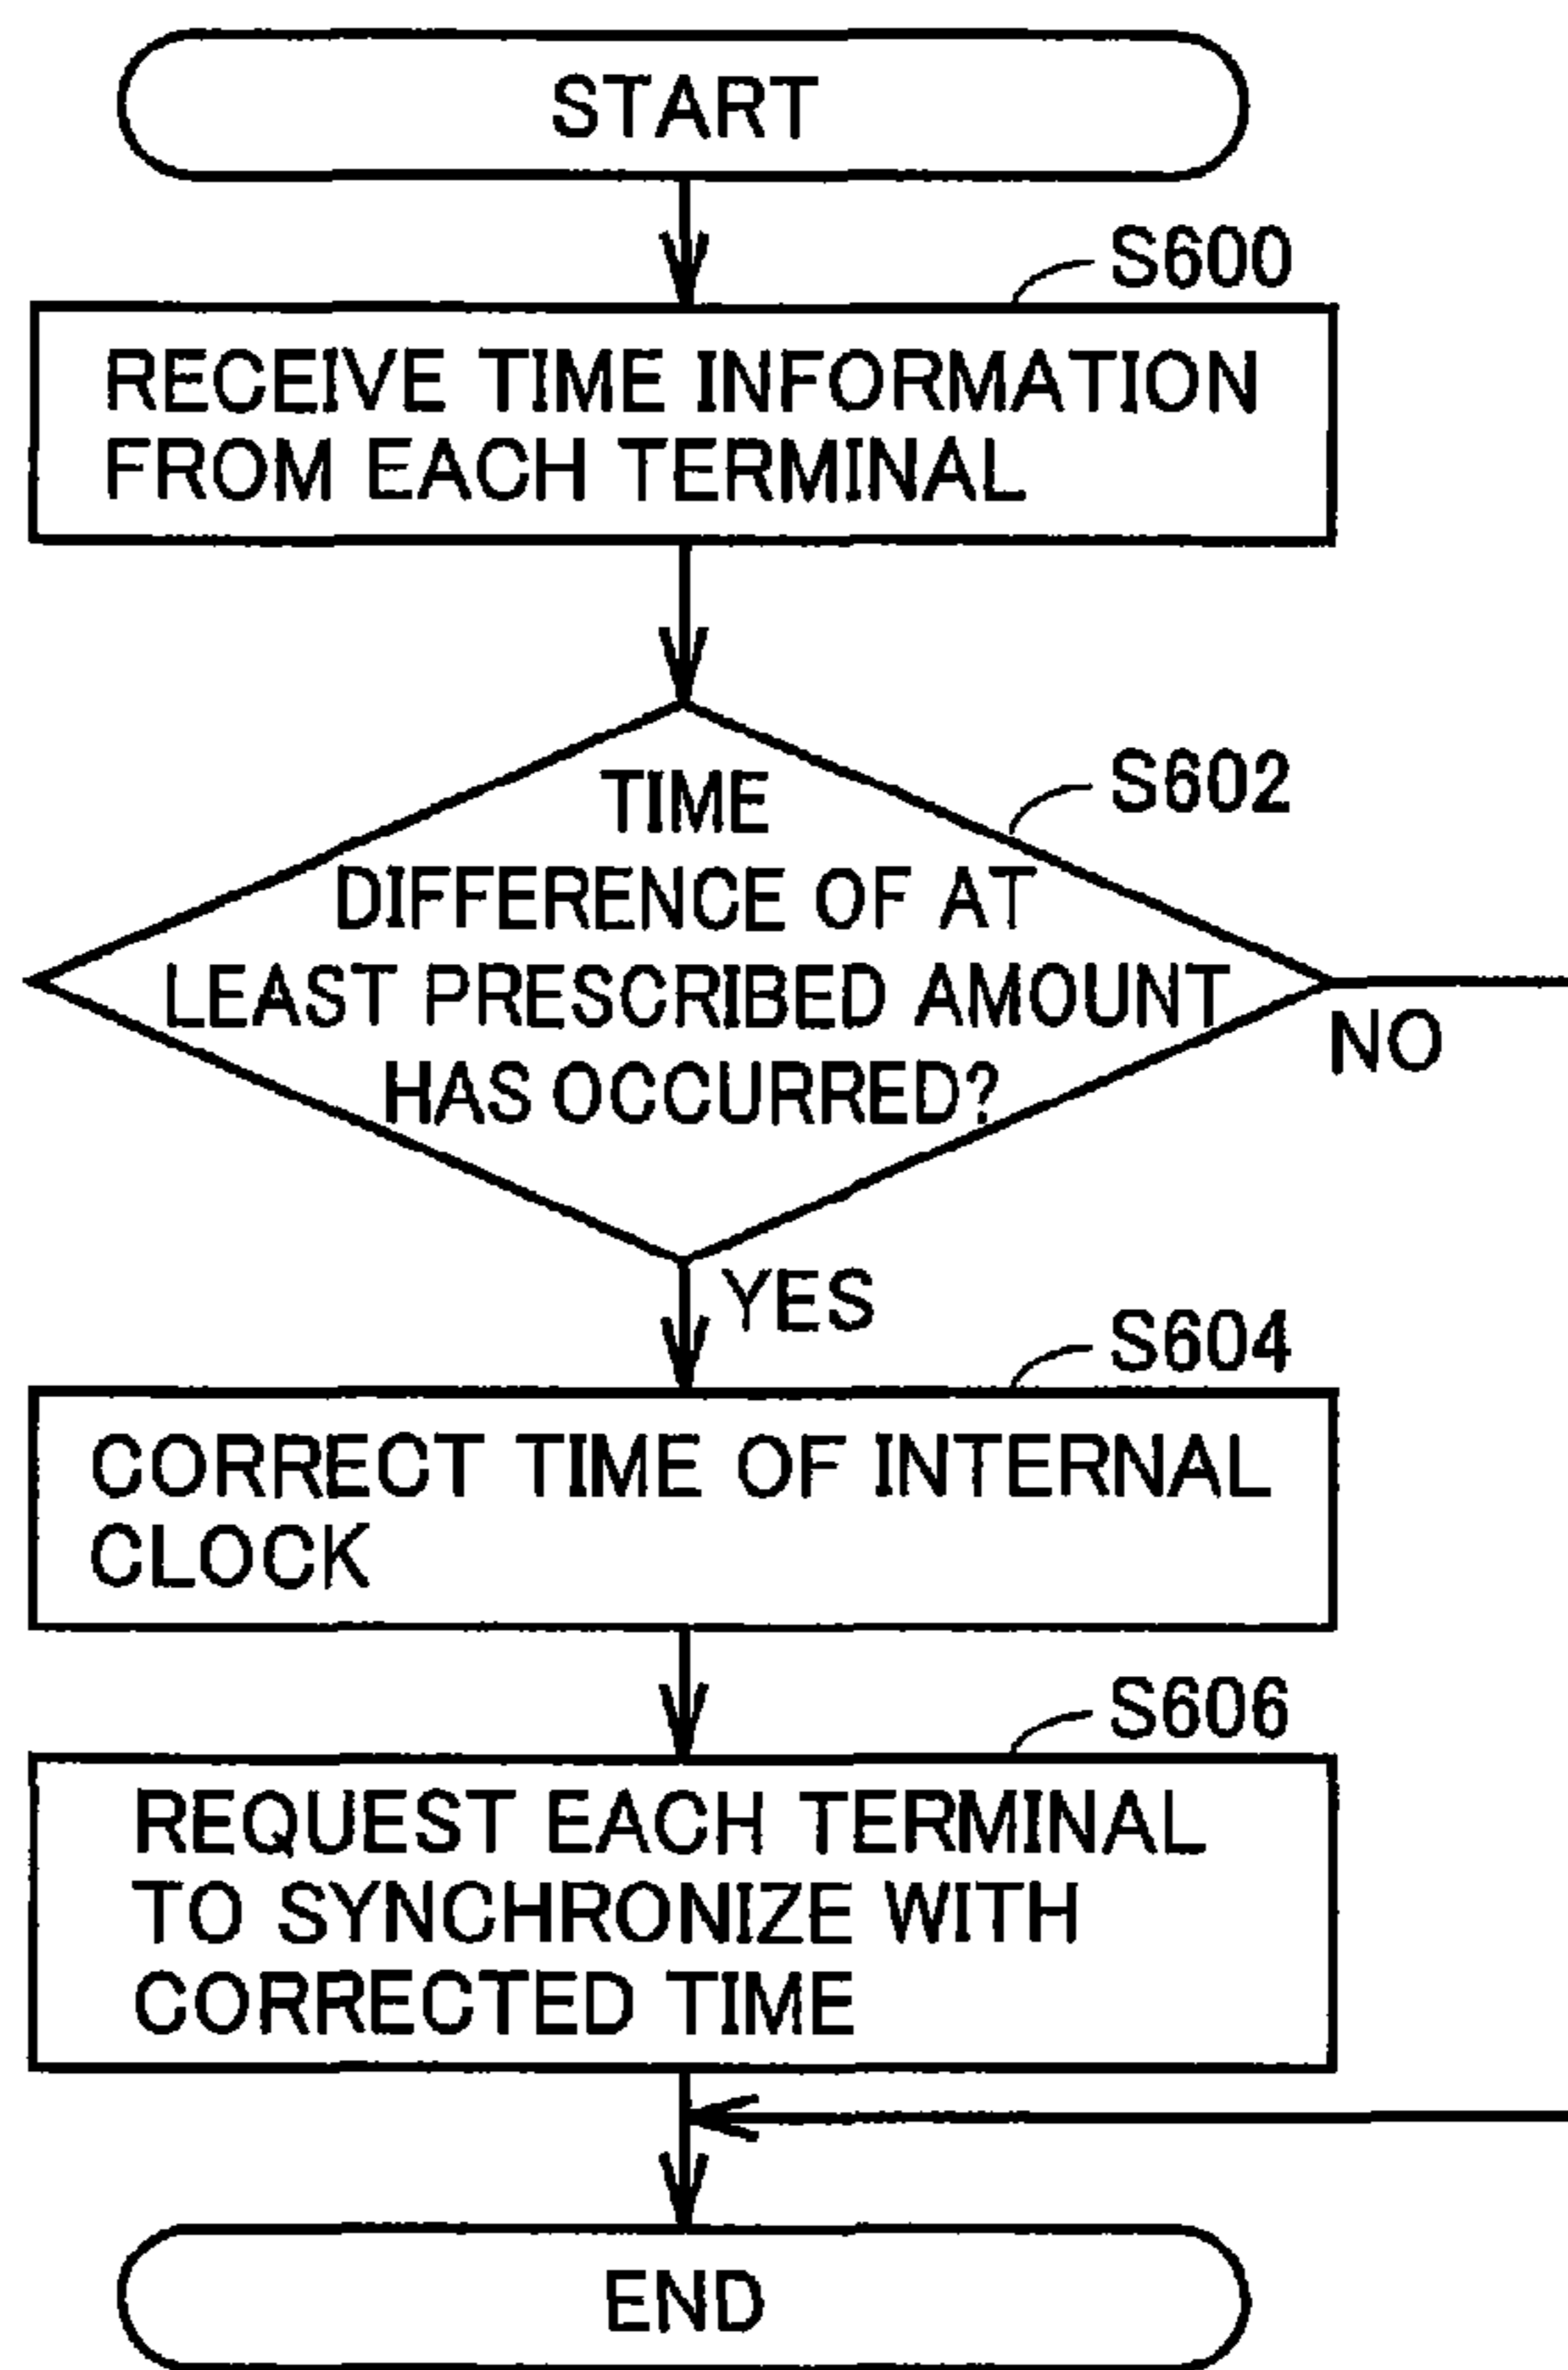 START
S600
RECEIVE TIME INFORMATION
FROM EACH TERMINAL
S602
TIME
DIFFERENCE OF AT
LEAST PRESCRIBED AMOUNT
HAS OCCURRED?
NO
YES
S604
CORRECT TIME OF INTERNAL
CLOCK
S606
REQUEST EACH TERMINAL
TO SYNCHRONIZE WITH
CORRECTED TIME
END